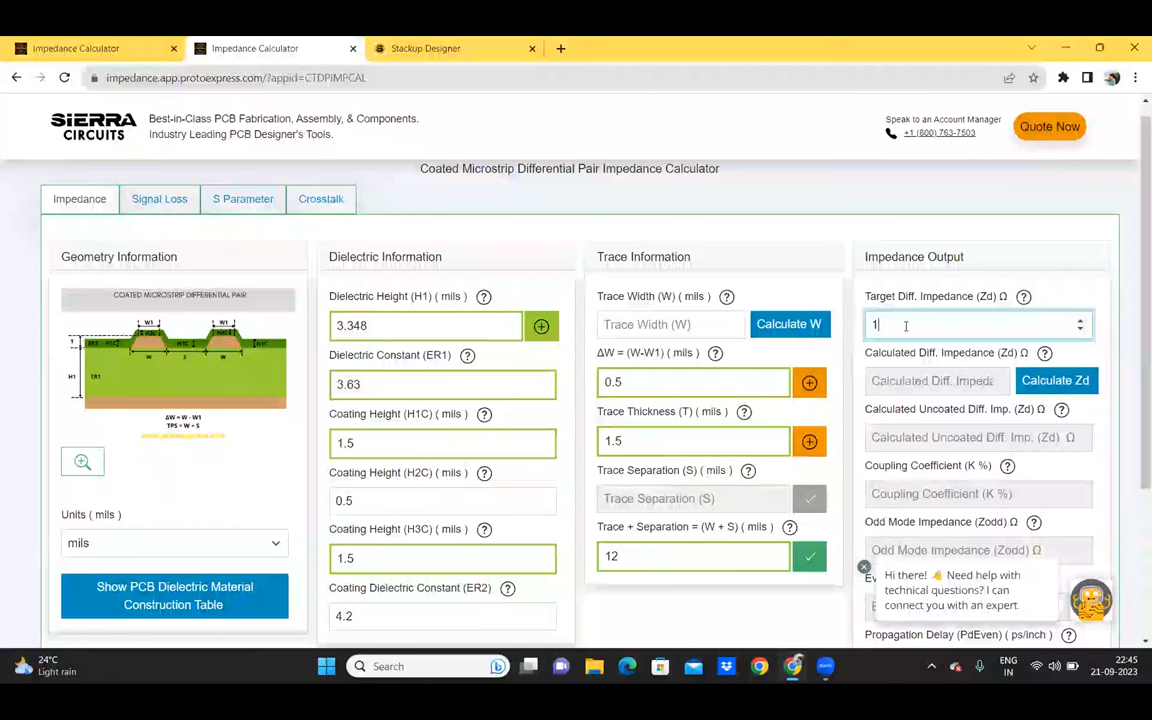 Impedance Calculator
Impedance Calculator
Stackup Designer
impedance.app.protoexpress.com/?appid=CTDPIMPCAL
SIERRA
CIRCUITS
Best-in-Class PCB Fabrication, Assembly, & Components.
Industry Leading PCB Designer's Tools.
Speak to an Account Manager
+1 (800) 763-7503
Quote Now
Coated Microstrip Differential Pair Impedance Calculator
Impedance
Signal Loss
S Parameter
Crosstalk
Geometry Information
COATED MICROSTRIP DIFFERENTIAL PAIR
W1
W1
T
W
S
W
H1
ER1
ΔW = W - W1
TPS = W + S
Units ( mils )
mils
Show PCB Dielectric Material
Construction Table
Dielectric Information
Dielectric Height (H1) ( mils ) ?
3.348
Dielectric Constant (ER1) ?
3.63
Coating Height (H1C) ( mils ) ?
1.5
Coating Height (H2C) ( mils ) ?
0.5
Coating Height (H3C) ( mils ) ?
1.5
Coating Dielectric Constant (ER2) ?
4.2
Trace Information
Trace Width (W) ( mils ) ?
Trace Width (W)
Calculate W
ΔW = (W-W1) ( mils ) ?
0.5
Trace Thickness (T) ( mils ) ?
1.5
Trace Separation (S) ( mils ) ?
Trace Separation (S)
Trace + Separation = (W + S) ( mils ) ?
12
Impedance Output
Target Diff. Impedance (Zd) Ω ?
1
Calculated Diff. Impedance (Zd) Ω ?
Calculated Diff. Impeda
Calculate Zd
Calculated Uncoated Diff. Imp. (Zd) Ω ?
Calculated Uncoated Diff. Imp. (Zd) Ω
Coupling Coefficient (K %) ?
Coupling Coefficient (K %)
Odd Mode Impedance (Zodd) Ω ?
Odd Mode Impedance (Zodd) Ω
Hi there! 👋 Need help with
technical questions? I can
connect you with an expert.
Propagation Delay (PdEven) ( ps/inch ) ?
24°C
Light rain
Search
ENG
IN
22:45
21-09-2023